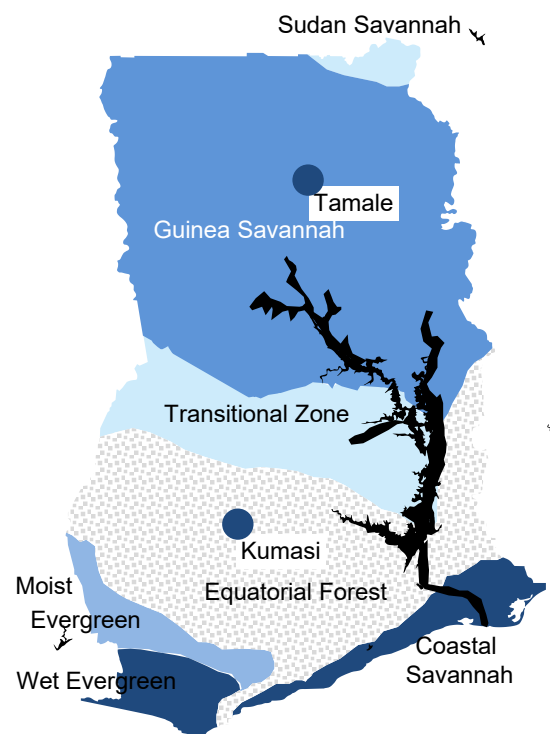 Sudan Savannah
Tamale
Guinea Savannah
Transitional Zone
Kumasi
Moist
Evergreen
Equatorial Forest
Wet Evergreen
Coastal
Savannah